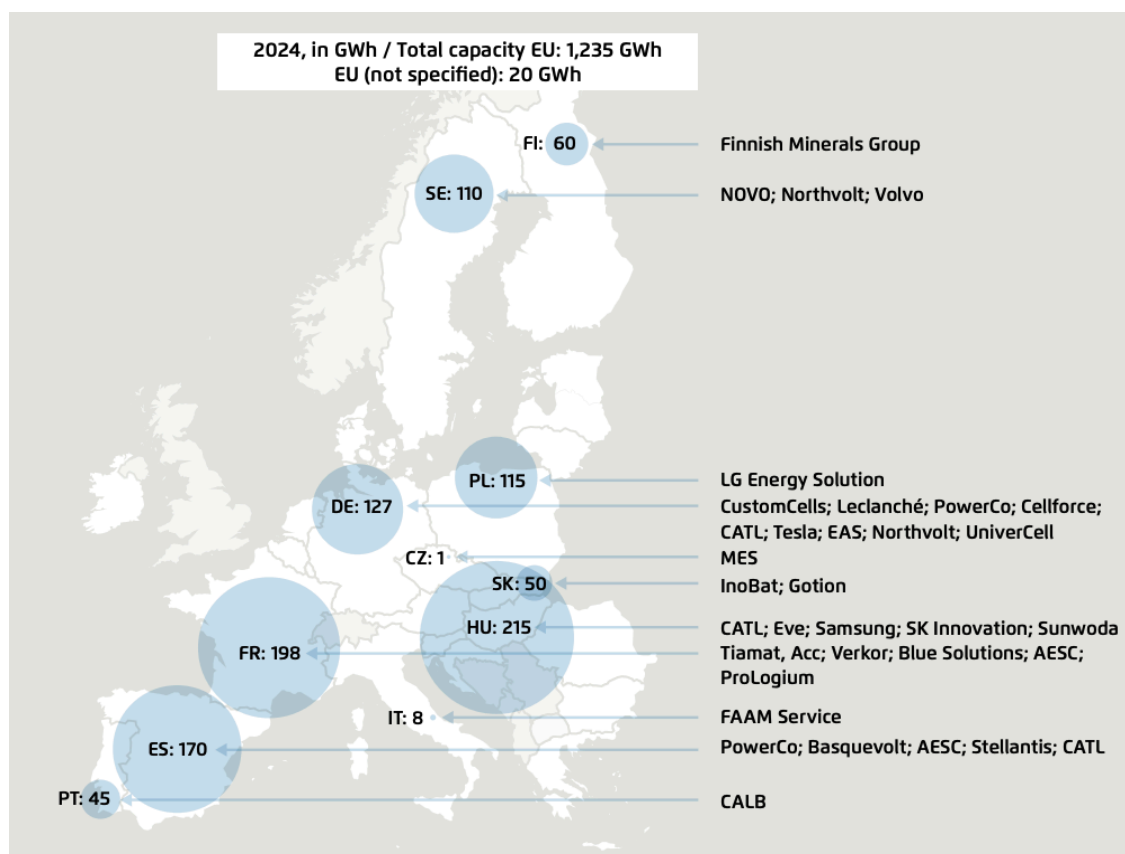 2024, in GWh / Total capacity EU: 1,235 GWh
EU (not specified): 20 GWh
FI: 60
Finnish Minerals Group
SE: 110
NOVO; Northvolt; Volvo
PL: 115
LG Energy Solution
DE: 127
CustomCells; Leclanché; PowerCo; Cellforce;
CATL; Tesla; EAS; Northvolt; UniverCell
CZ: 1
MES
SK: 50
InoBat; Gotion
HU: 215
CATL; Eve; Samsung; SK Innovation; Sunwoda
FR: 198
Tiamat, Acc; Verkor; Blue Solutions; AESC;
ProLogium
IT: 8
FAAM Service
ES: 170
PowerCo; Basquevolt; AESC; Stellantis; CATL
PT: 45
CALB